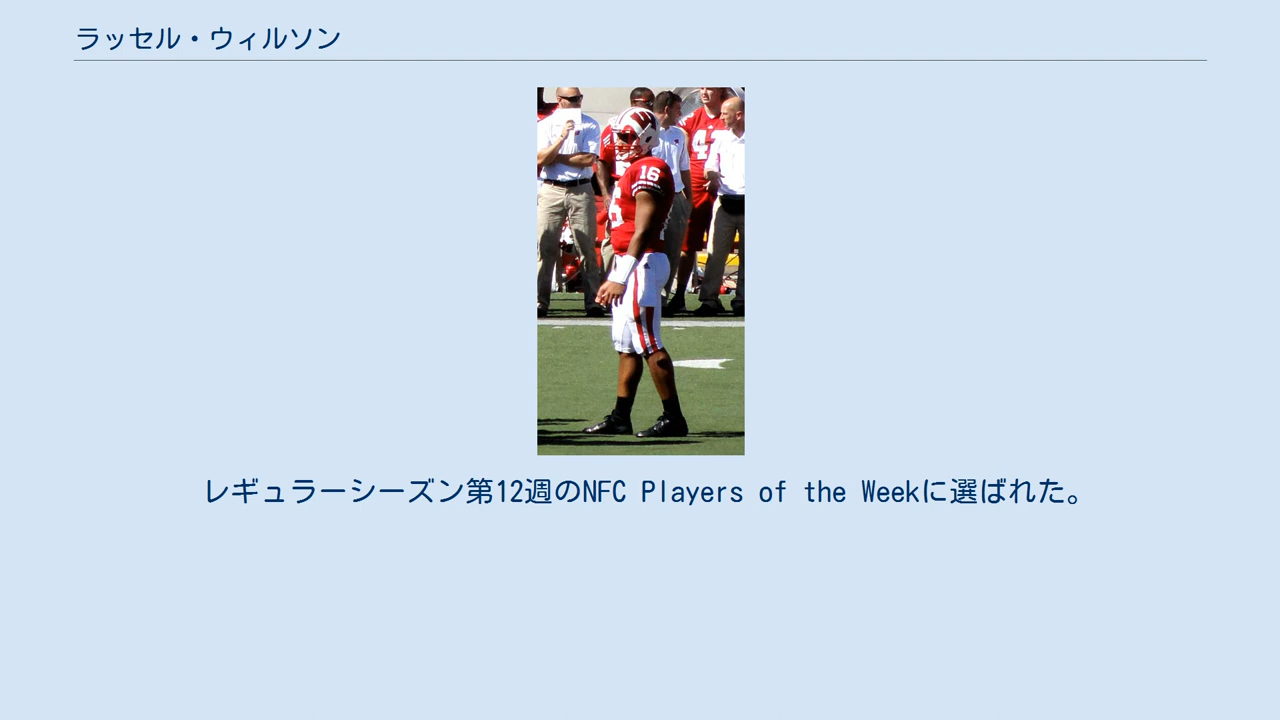 ラッセル・ウィルソン
16
レギュラーシーズン第12週のNFC Players of the Weekに選ばれた。